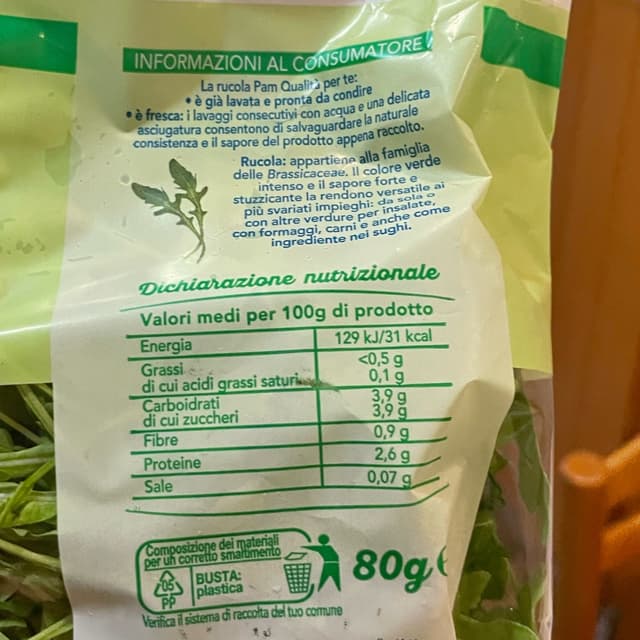 INFORMAZIONI AL CONSUMATORE
La rucola Pam Qualità per te:
• è già lavata e pronta da condire
• è fresca: i lavaggi consecutivi con acqua e una delicata
asciugatura consentono di salvaguardare la naturale
consistenza e il sapore del prodotto appena raccolto.
Rucola: appartiene alla famiglia
delle Brassicaceae. Il colore verde
intenso e il sapore forte e
stuzzicante la rendono versatile ai
più svariati impieghi: da sola o
con altre verdure per insalate,
con formaggi, carni e anche come
ingrediente nei sughi.
Dichiarazione nutrizionale
Valori medi per 100g di prodotto
Energia 129 kJ/31 kcal
Grassi <0,5 g
di cui acidi grassi saturi 0,1 g
Carboidrati 3,9 g
di cui zuccheri 3,9 g
Fibre 0,9 g
Proteine 2,6 g
Sale 0,07 g
Composizione dei materiali
per un corretto smaltimento
05
PP
BUSTA:
plastica
80g e
Verifica il sistema di raccolta del tuo comune